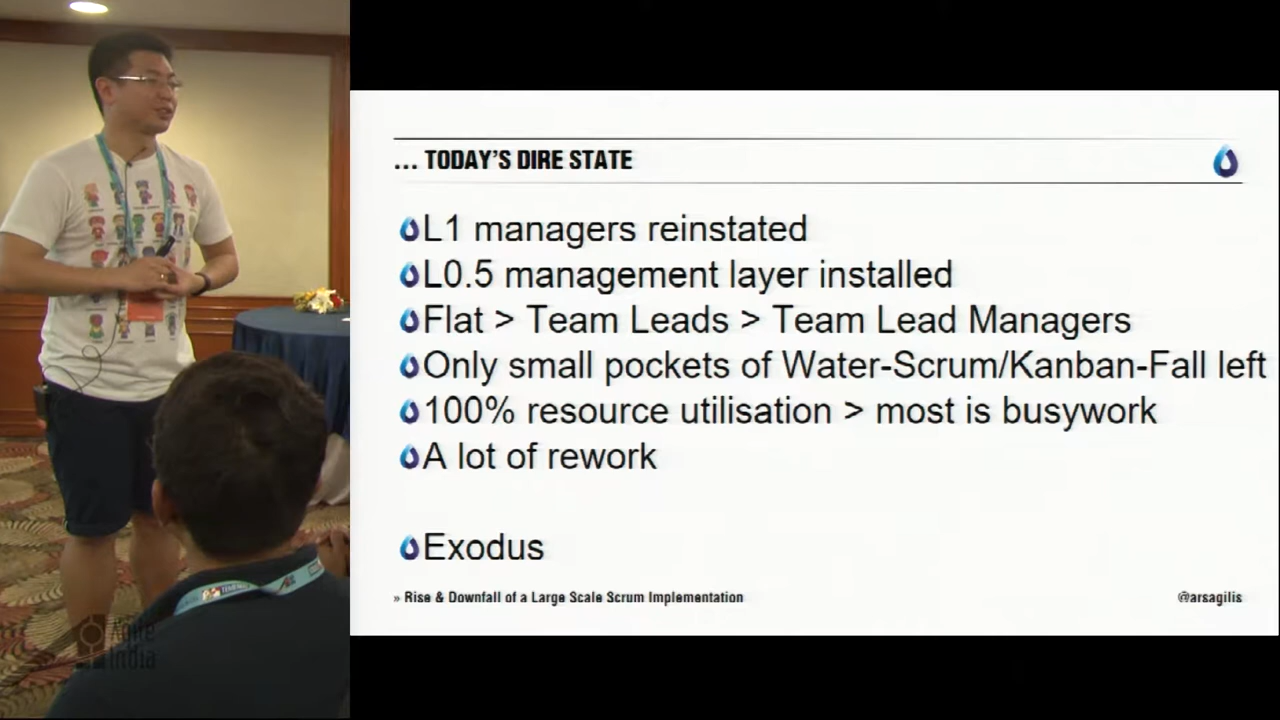 ... TODAY'S DIRE STATE
L1 managers reinstated
L0.5 management layer installed
Flat > Team Leads > Team Lead Managers
Only small pockets of Water-Scrum/Kanban-Fall left
100% resource utilisation > most is busywork
A lot of rework
Exodus
» Rise & Downfall of a Large Scale Scrum Implementation
@arsagilis
Agile
India